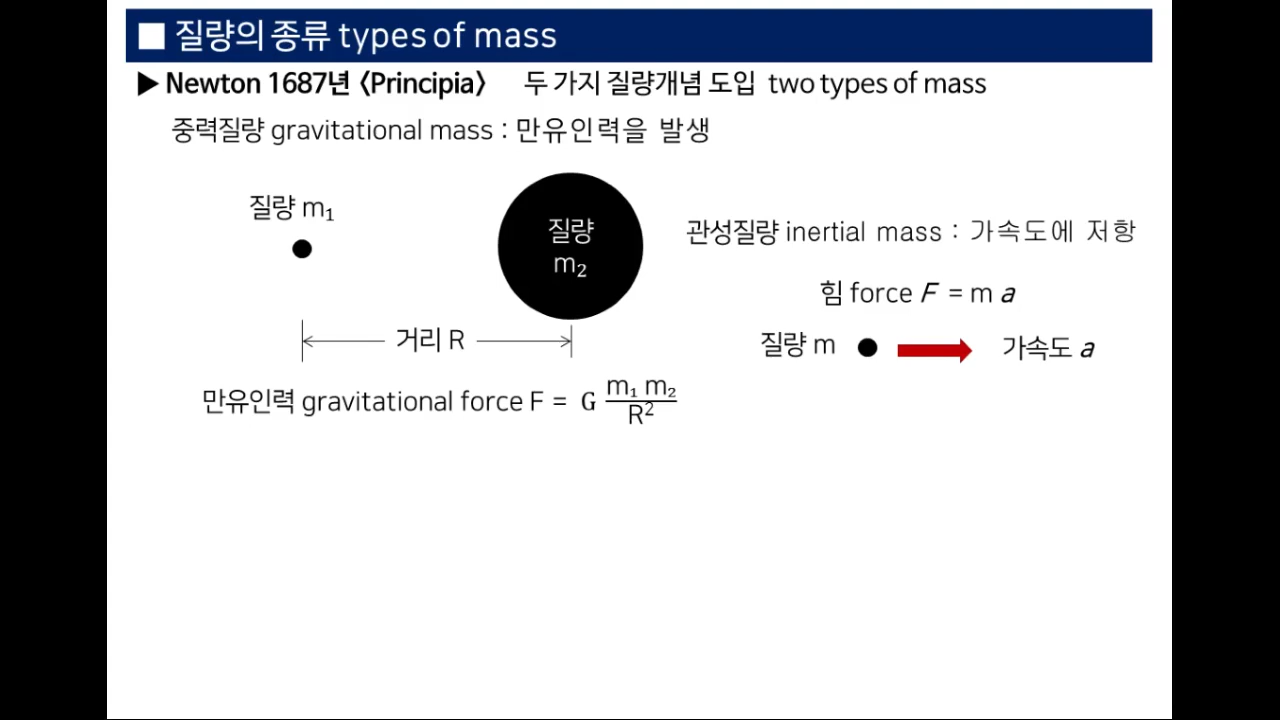 ■ 질량의 종류 types of mass
▶ Newton 1687년 〈Principia〉 두 가지 질량개념 도입 two types of mass
중력질량 gravitational mass : 만유인력을 발생
질량 m₁
질량
m₂
거리 R
만유인력 gravitational force F = G m₁ m₂ / R²
관성질량 inertial mass : 가속도에 저항
힘 force F = m a
질량 m
가속도 a